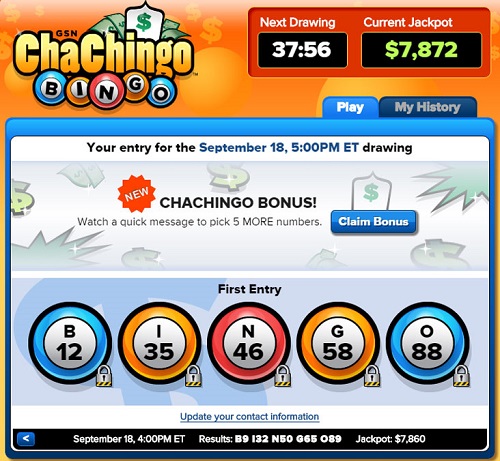 GSN
ChaChingo™
BINGO
Next Drawing
37:56
Current Jackpot
$7,872
Play
My History
Your entry for the September 18, 5:00PM ET drawing
NEW
CHACHINGO BONUS!
Watch a quick message to pick 5 MORE numbers.
Claim Bonus
First Entry
B I N G O
12 35 46 58 88
Update your contact information
< September 18, 4:00PM ET Results: B9 I32 N50 G65 O89 Jackpot: $7,860